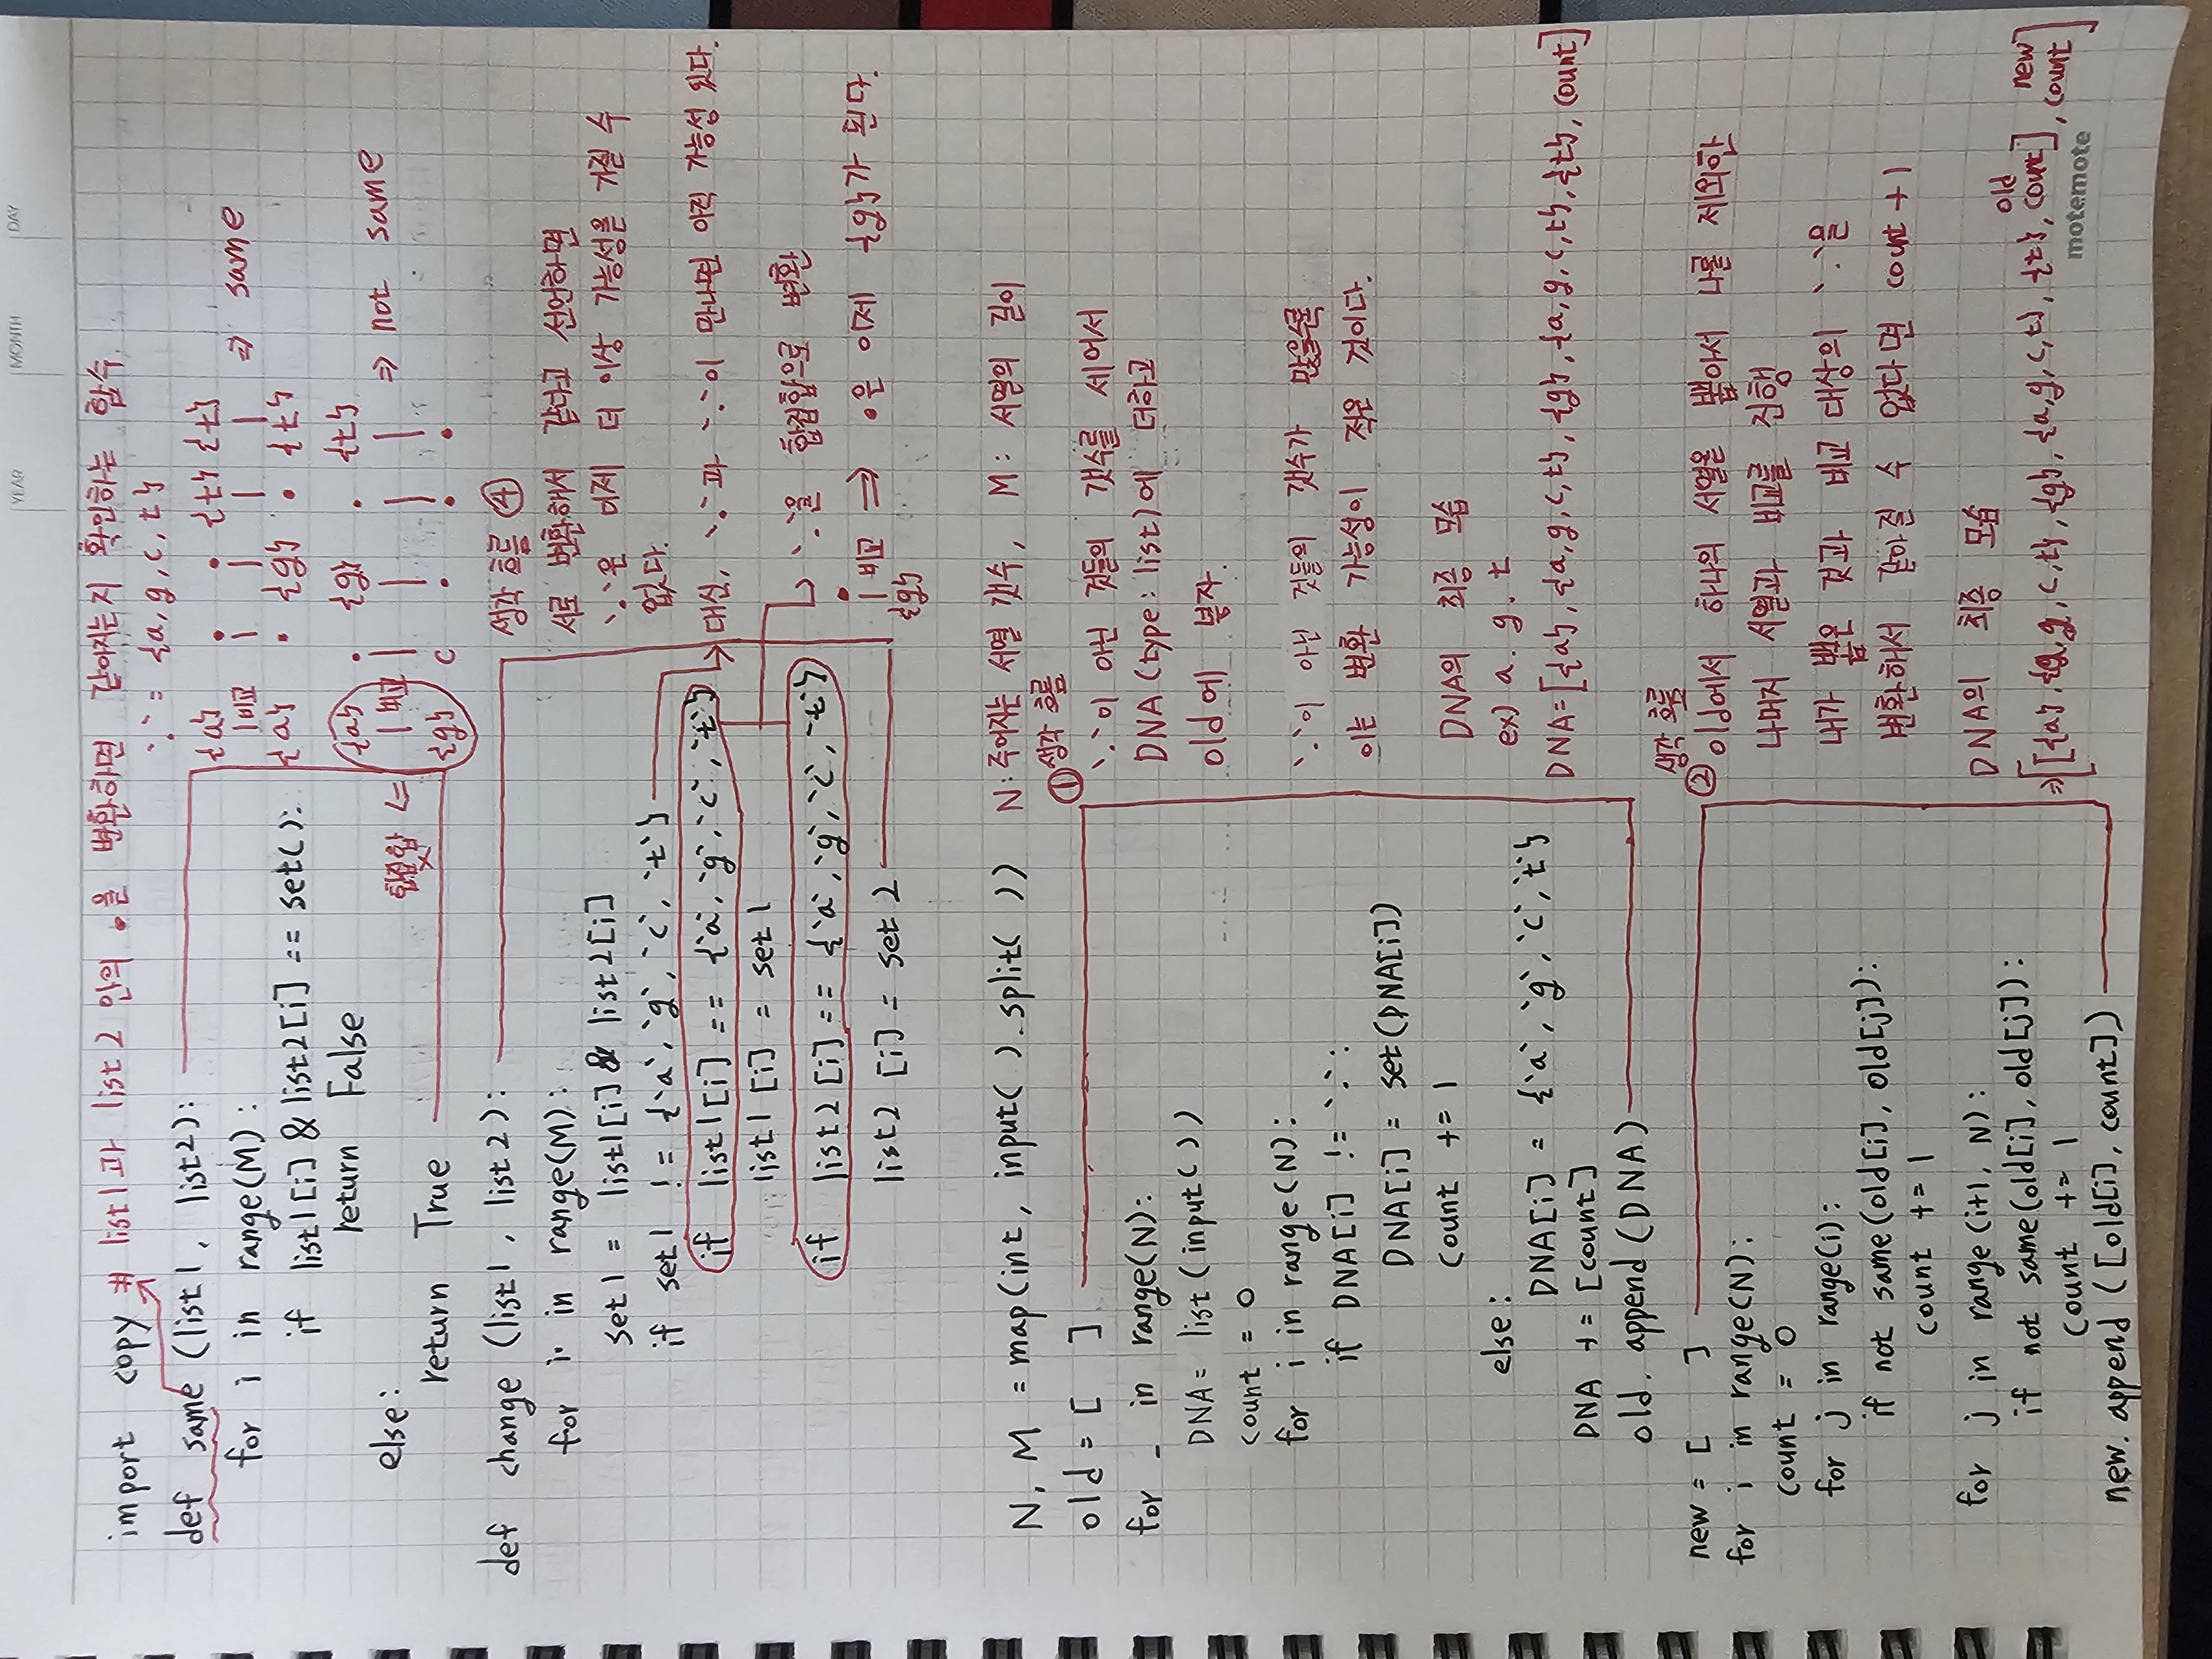 YEAR MONTH DAY
import copy # list1과 list2 안의 .을 변환하면 같아지는지 확인하는 함수
`.` = {a, g, c, t}
def same (list1, list2):
{a} . . {t} {t}
for i in range(M):
| 비교 | | | | ⇒ same
{a} . {g} . {t}
if list1[i] & list2[i] == set():
return False
{a} . {g} . {t}
else:
합집합 x <= | 비교 | | | | ⇒ not same
return True
{g} c . . .
def change (list1, list2):
생각 흐름 ④
for i in range(M):
서로 변환해서 같다고 선언하면
set1 = list1[i] & list2[i]
`.`은 이제 더 이상 가능성을 가질 수
if set1 != {`a`, `g`, `c`, `t`}
없다.
if list1[i] == {`a`, `g`, `c`, `t`}
대신, `.`과 `.`이 만나면 아직 가능성 있다.
list1[i] = set1
`.`을 합집합으로 변환
if list2[i] == {`a`, `g`, `c`, `t`}
.
| 비교 ⇒ .은 이제 {g}가 된다.
list2[i] = set2
{g}
N, M = map(int, input().split()) N: 주어지는 서열 갯수, M: 서열의 길이
① 생각 흐름
old = [ ]
`.`이 아닌 것들의 갯수를 세어서
for _ in range(N):
DNA (type: list)에 더하고
DNA = list(input())
old에 넣자.
count = 0
for i in range(N):
`.`이 아닌 것들의 갯수가 많을수록
if DNA[i] != `.`:
이는 변환 가능성이 적은 것이다.
DNA[i] = set(DNA[i])
count += 1
DNA의 최종 모습
else:
ex) a. g. t
DNA[i] = {`a`, `g`, `c`, `t`}
DNA=[{a}, {a, g, c, t}, {g}, {a, g, c, t}, {t}, count]
DNA += [count]
old.append(DNA)
생각 흐름
new = [ ]
② old에서 하나의 서열을 뽑아서 나를 제외한
for i in range(N):
나머지 서열과 비교를 진행
count = 0
for j in range(i):
내가 뽑은 것과 비교 대상의 `.`을
if not same(old[i], old[j]):
변환해서 같아질 수 없다면 count + 1
count += 1
for j in range(i+1, N):
DNA의 최종 모습
if not same(old[i], old[j]):
⇒[[{a}, {a, g, c, t}, {g}, {a, g, c, t}, {t}, old count], new count]
count += 1
motemote
new.append([old[i], count])